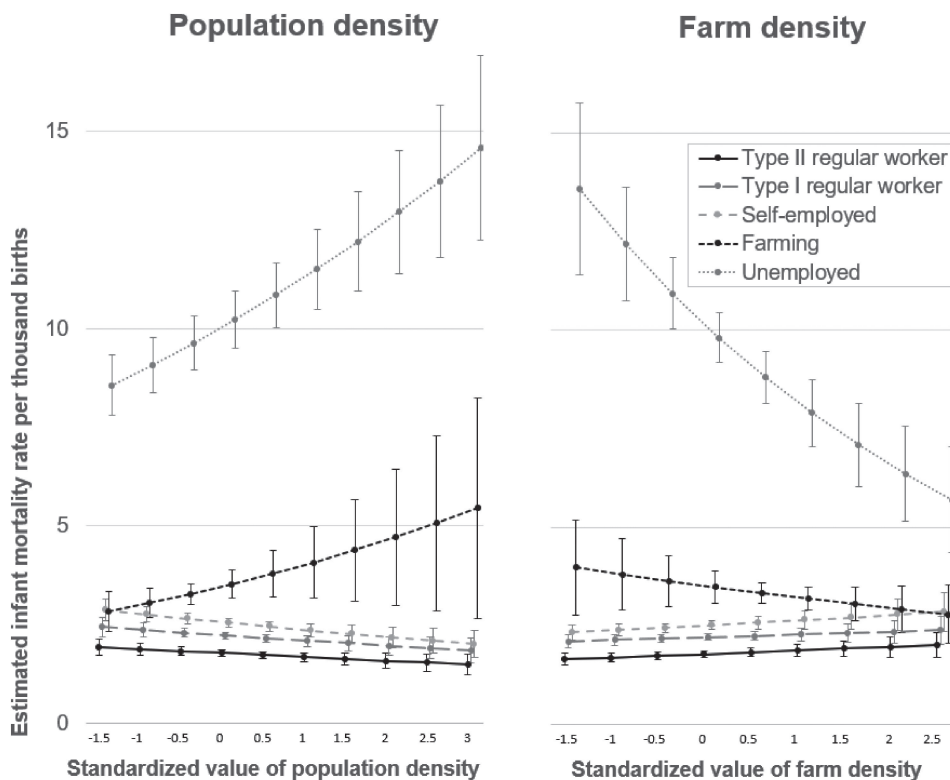 Population density
Farm density
Estimated infant mortality rate per thousand births
15
10
5
0
Type II regular worker
Type I regular worker
Self-employed
Farming
Unemployed
-1.5 -1 -0.5 0 0.5 1 1.5 2 2.5 3
-1.5 -1 -0.5 0 0.5 1 1.5 2 2.5
Standardized value of population density
Standardized value of farm density